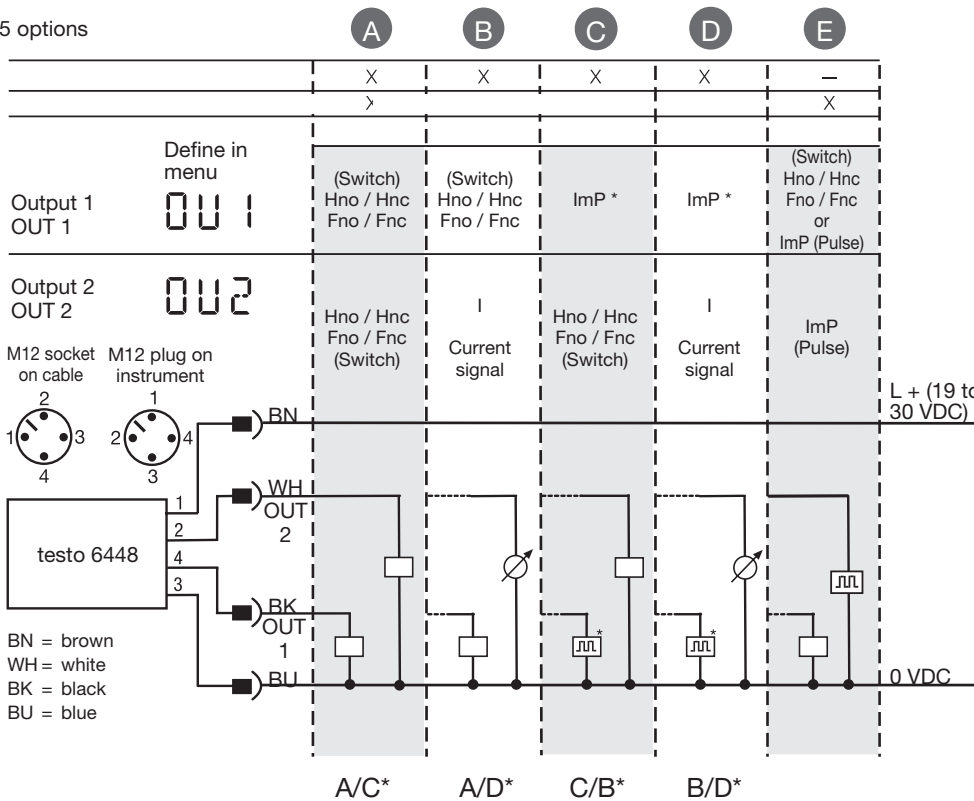 5 options
A B C D E
X X X X –
X X
Define in
menu
Output 1
OUT 1
OU1
(Switch)
Hno / Hnc
Fno / Fnc
(Switch)
Hno / Hnc
Fno / Fnc
ImP *
ImP *
(Switch)
Hno / Hnc
Fno / Fnc
or
ImP (Pulse)
Output 2
OUT 2
OU2
Hno / Hnc
Fno / Fnc
(Switch)
I
Current
signal
Hno / Hnc
Fno / Fnc
(Switch)
I
Current
signal
ImP
(Pulse)
M12 socket
on cable
2
1 3
4
M12 plug on
instrument
1
2 4
3
L + (19 to
30 VDC)
BN
WH
OUT
2
testo 6448
1
2
4
3
BK
OUT
1
*
*
BU
0 VDC
BN = brown
WH = white
BK = black
BU = blue
A/C* A/D* C/B* B/D*